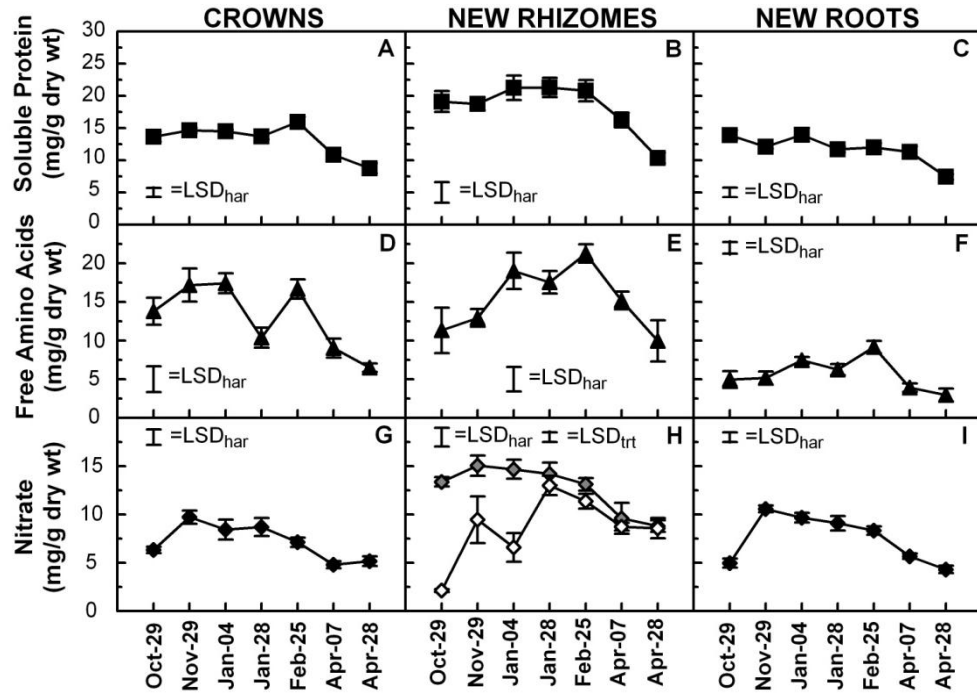 CROWNS NEW RHIZOMES NEW ROOTS
Soluble Protein
(mg/g dry wt)
30
25
20
15
10
5
0
A
=LSDhar
B
=LSDhar
C
=LSDhar
Free Amino Acids
(mg/g dry wt)
20
15
10
5
0
D
=LSDhar
E
=LSDhar
F
=LSDhar
Nitrate
(mg/g dry wt)
15
10
5
0
G
=LSDhar
H
=LSDhar =LSDtrt
I
=LSDhar
Oct-29
Nov-29
Jan-04
Jan-28
Feb-25
Apr-07
Apr-28
Oct-29
Nov-29
Jan-04
Jan-28
Feb-25
Apr-07
Apr-28
Oct-29
Nov-29
Jan-04
Jan-28
Feb-25
Apr-07
Apr-28